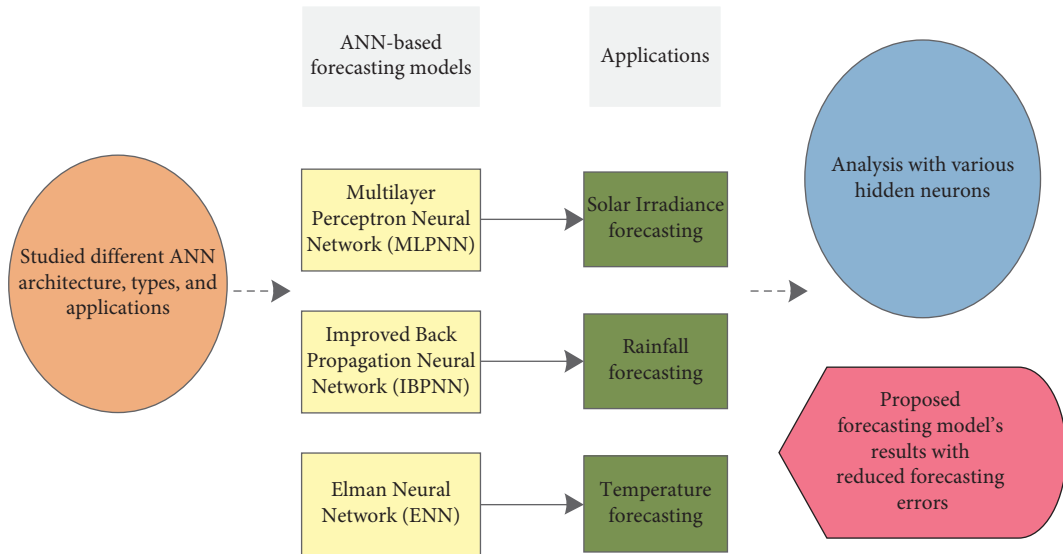 Studied different ANN
architecture, types, and
applications
ANN-based
forecasting models
Multilayer
Perceptron Neural
Network (MLPNN)
Improved Back
Propagation Neural
Network (IBPNN)
Elman Neural
Network (ENN)
Applications
Solar Irradiance
forecasting
Rainfall
forecasting
Temperature
forecasting
Analysis with various
hidden neurons
Proposed
forecasting model’s
results with
reduced forecasting
errors